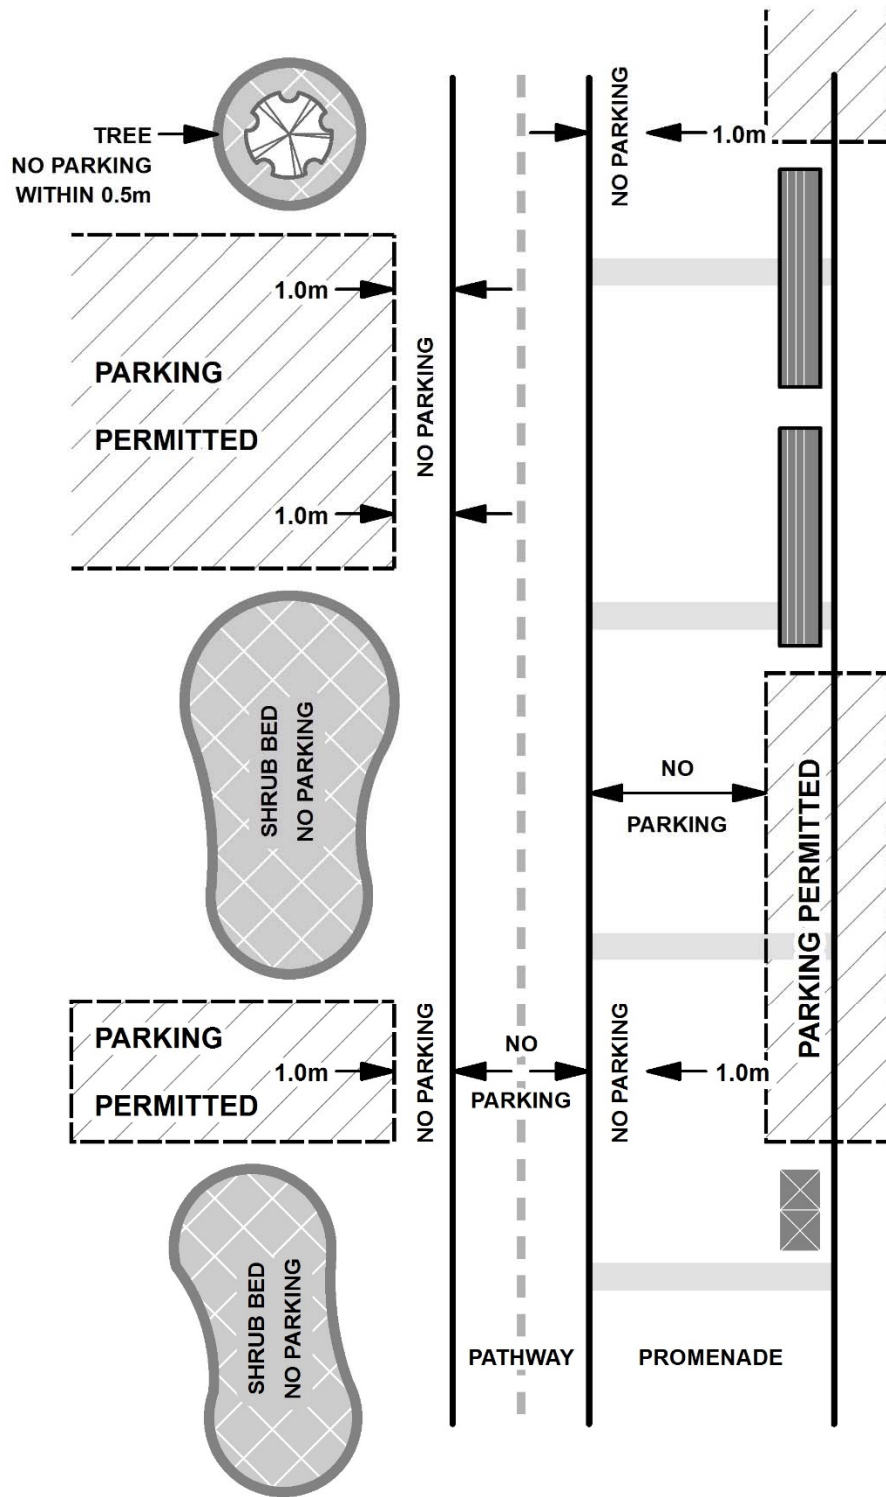 TREE
NO PARKING
WITHIN 0.5m
NO PARKING
1.0m
1.0m
PARKING
PERMITTED
NO PARKING
1.0m
SHRUB BED
NO PARKING
NO
PARKING
PARKING PERMITTED
PARKING
1.0m
PERMITTED
NO PARKING
NO
PARKING
NO PARKING
1.0m
SHRUB BED
NO PARKING
PATHWAY
PROMENADE